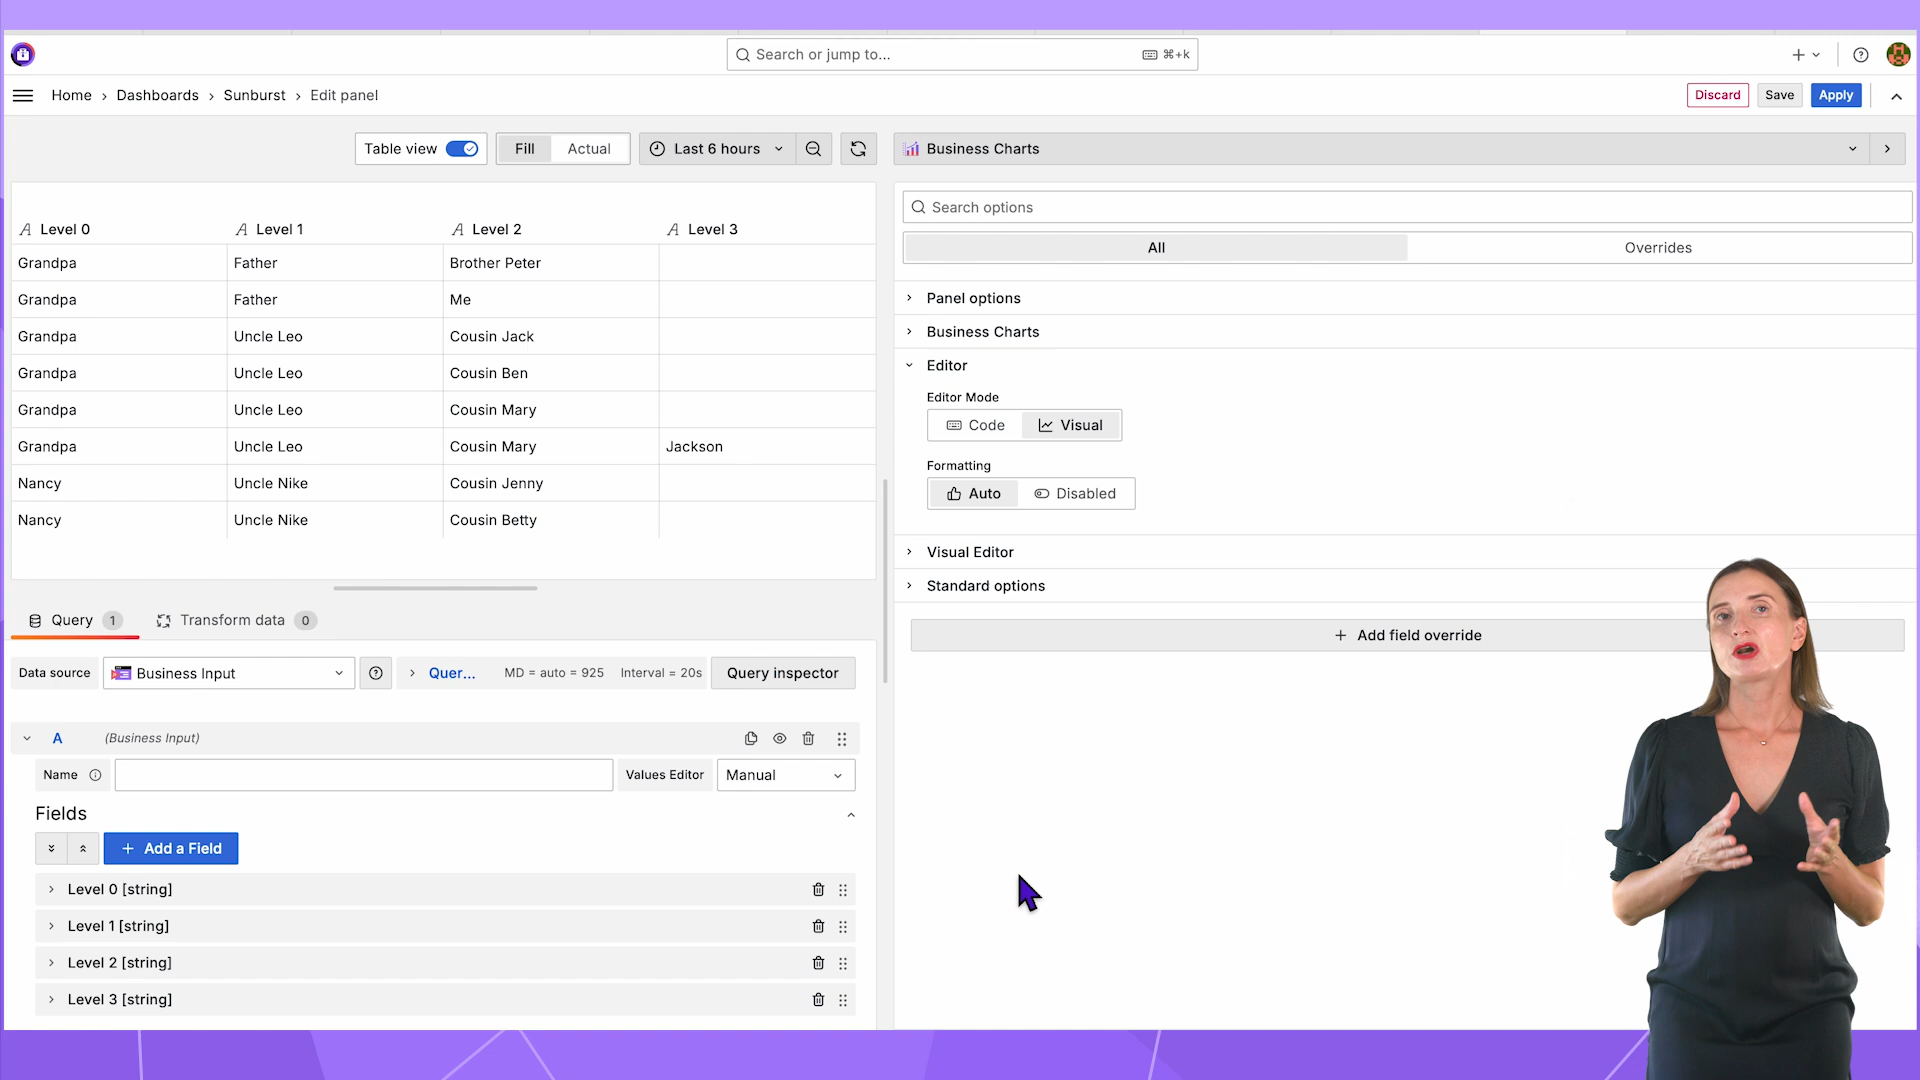 Search or jump to... ⌘+k
Home › Dashboards › Sunburst › Edit panel
Discard Save Apply
Table view Fill Actual Last 6 hours
Business Charts
Level 0 Level 1 Level 2 Level 3
Grandpa Father Brother Peter
Grandpa Father Me
Grandpa Uncle Leo Cousin Jack
Grandpa Uncle Leo Cousin Ben
Grandpa Uncle Leo Cousin Mary
Grandpa Uncle Leo Cousin Mary Jackson
Nancy Uncle Nike Cousin Jenny
Nancy Uncle Nike Cousin Betty
Query 1 Transform data 0
Data source Business Input Quer... MD = auto = 925 Interval = 20s Query inspector
A (Business Input)
Name Values Editor Manual
Fields
+ Add a Field
Level 0 [string]
Level 1 [string]
Level 2 [string]
Level 3 [string]
Search options
All Overrides
Panel options
Business Charts
Editor
Editor Mode
Code Visual
Formatting
Auto Disabled
Visual Editor
Standard options
+ Add field override